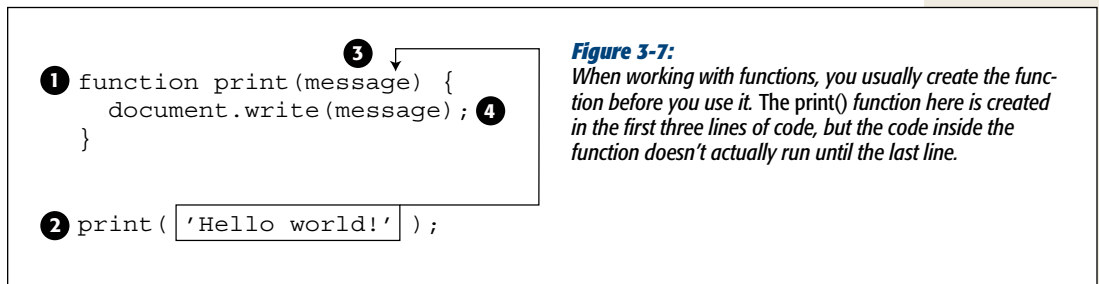 3
1 function print(message) {
document.write(message); 4
}
2 print( 'Hello world!' );
Figure 3-7:
When working with functions, you usually create the func-
tion before you use it. The print() function here is created
in the first three lines of code, but the code inside the
function doesn't actually run until the last line.